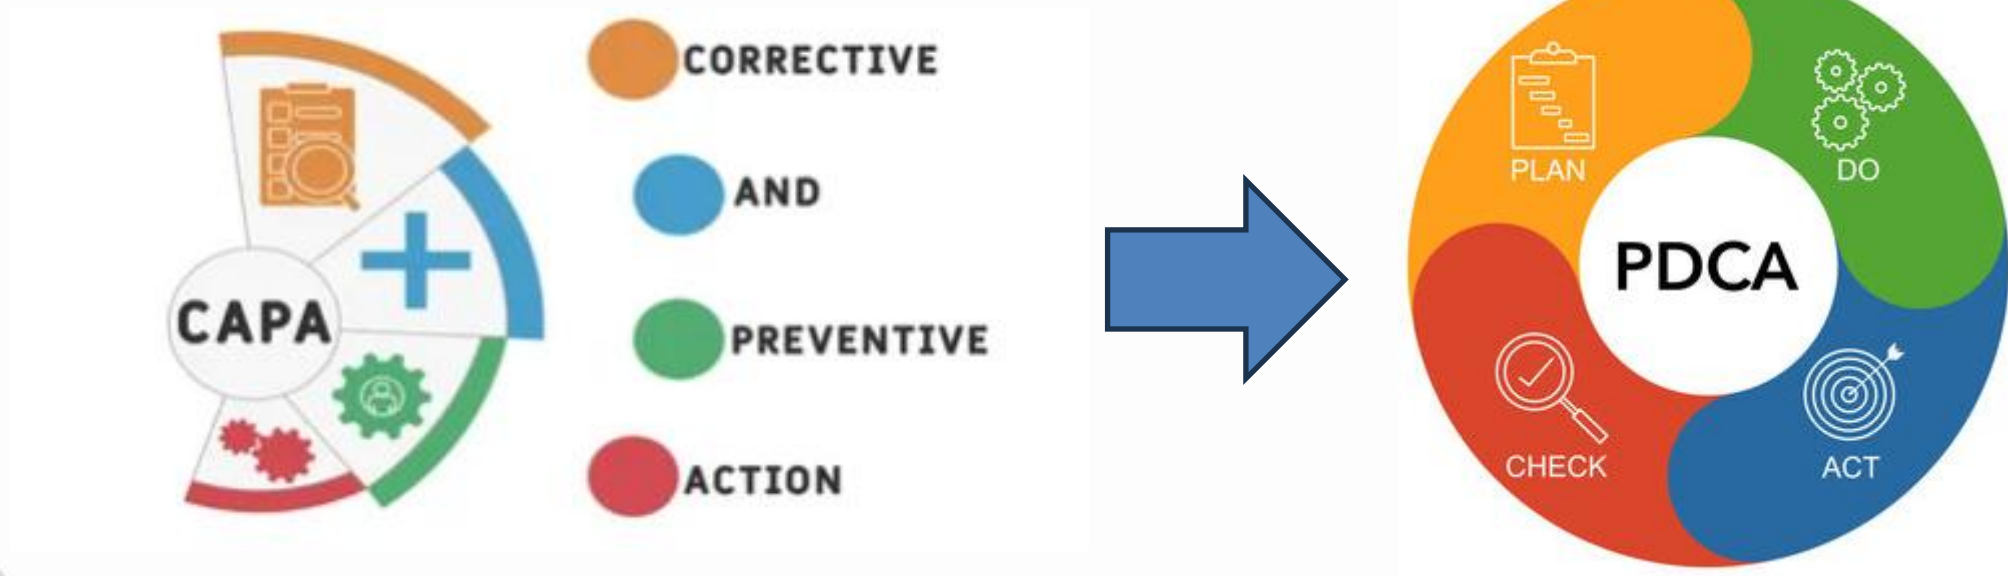 CAPA
CORRECTIVE
AND
PREVENTIVE
ACTION
PLAN
DO
PDCA
CHECK
ACT